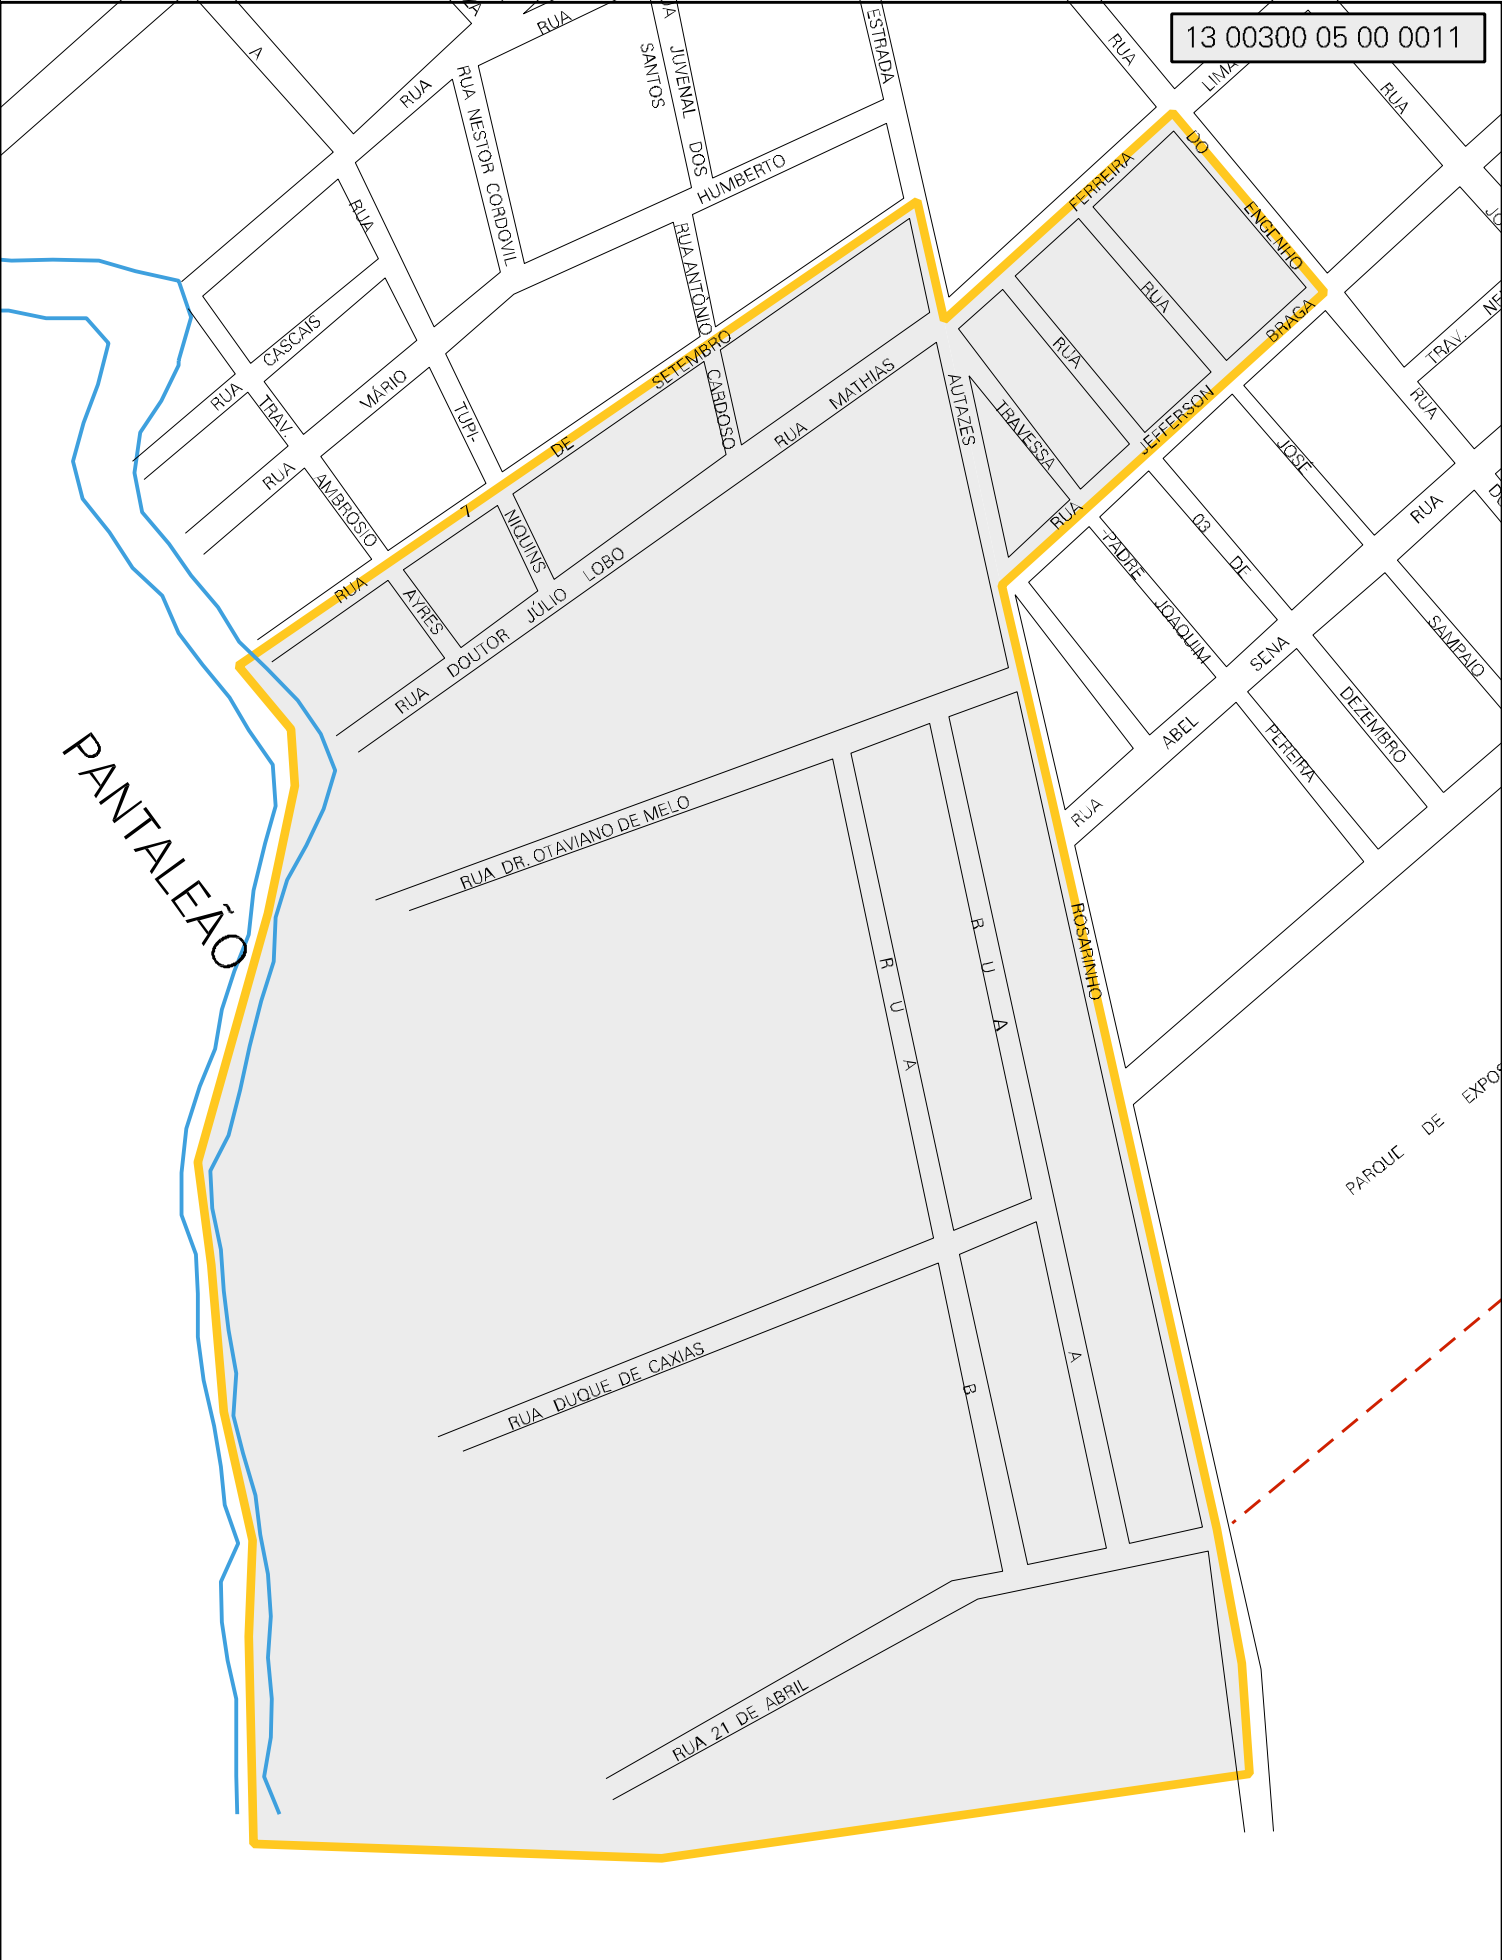 13 00300 05 00 0011
A
RUA
RUA
RUA NESTOR CORDOVIL
SANTOS
JUVENAL DOS
ESTRADA
RUA
LIMA
RUA
HUMBERTO
RUA
FERREIRA
DO
ENGENHO
BRAGA
RUA ANTÔNIO
CARDOSO
RUA
RUA
CASCAIS
RUA
TRAV.
MÁRIO
TUPI-
NIQUINS
RUA
AMBROSIO
AYRES
RUA 7 DE SETEMBRO
RUA DOUTOR JÚLIO LOBO
RUA MATHIAS
AUTAZES
TRAVESSA
RUA JEFFERSON
TRAV.
RUA
JOSÉ
RUA
03 DE
DEZEMBRO
PADRE JOAQUIM
PEREIRA
SAMPAIO
RUA ABEL SENA
PANTALEÃO
RUA DR. OTAVIANO DE MELO
R U A
R U A
ROSARINHO
PARQUE DE
RUA DUQUE DE CAXIAS
B
A
RUA 21 DE ABRIL